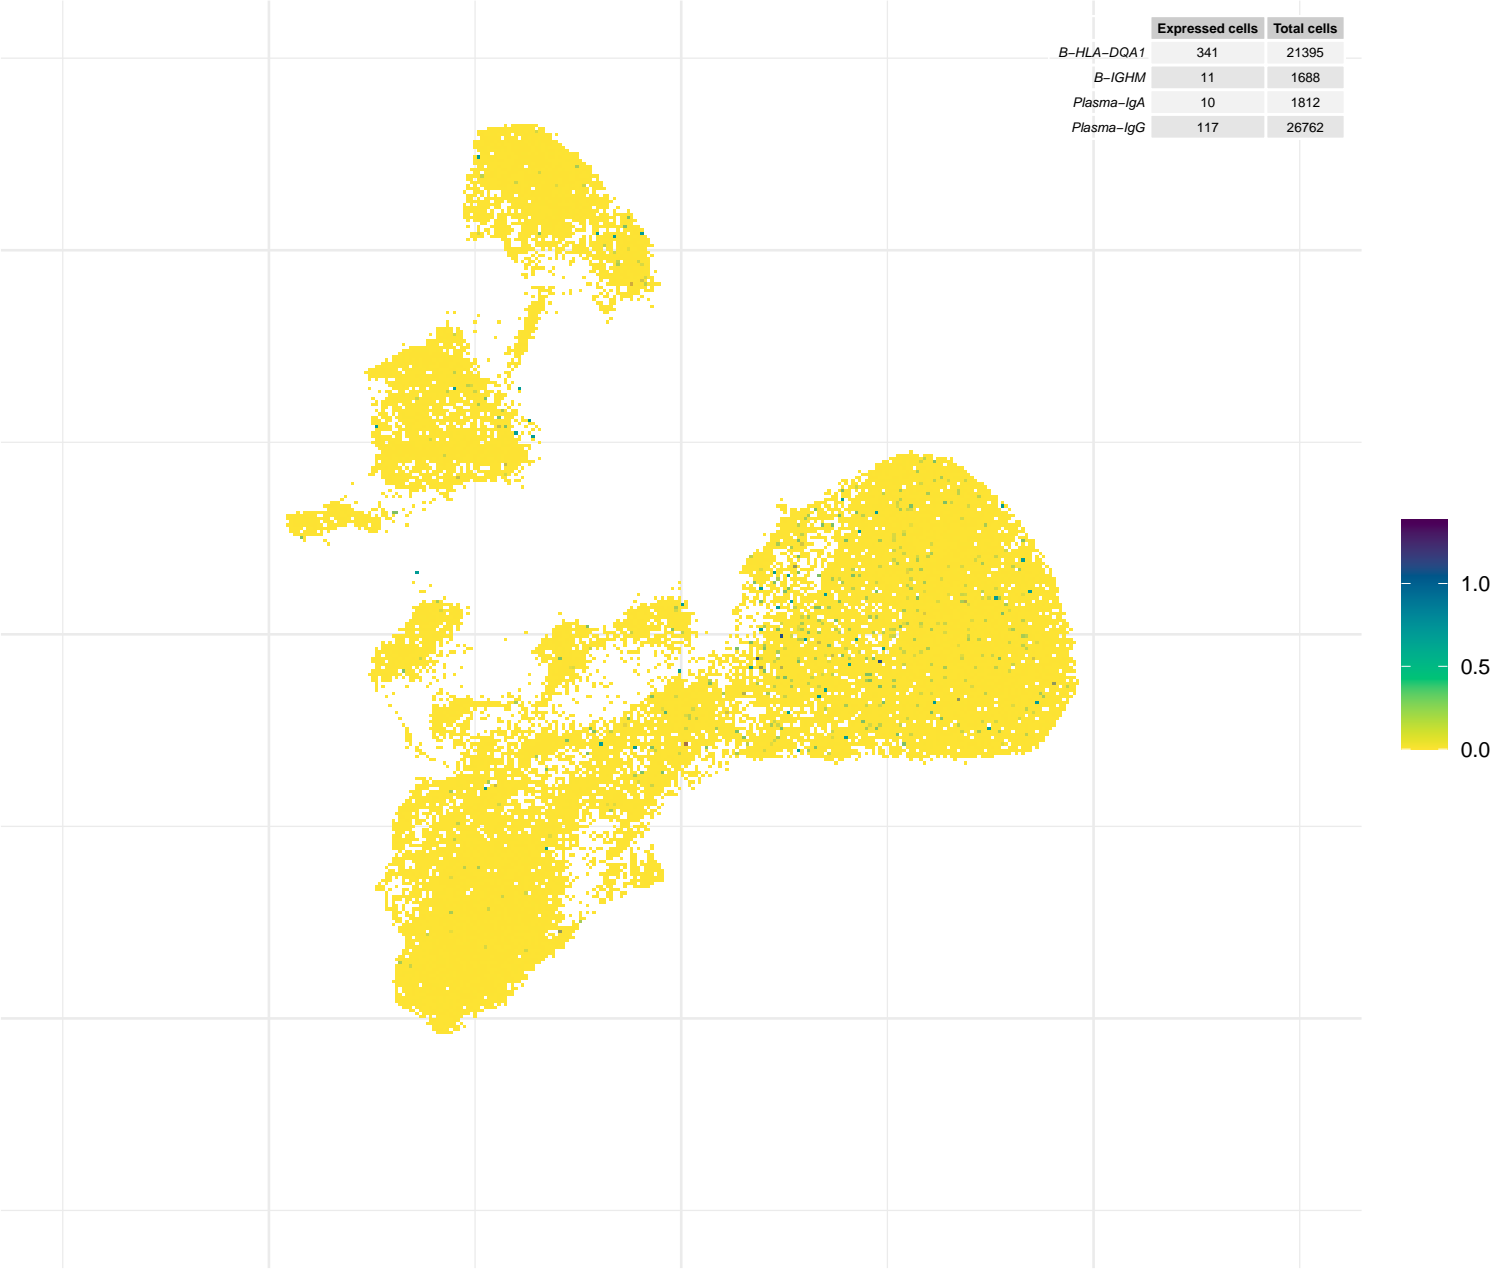 Expressed cells Total cells
B−HLA−DQA1 341 21395
B−IGHM 11 1688
Plasma−IgA 10 1812
Plasma−IgG 117 26762
1.0
0.5
0.0